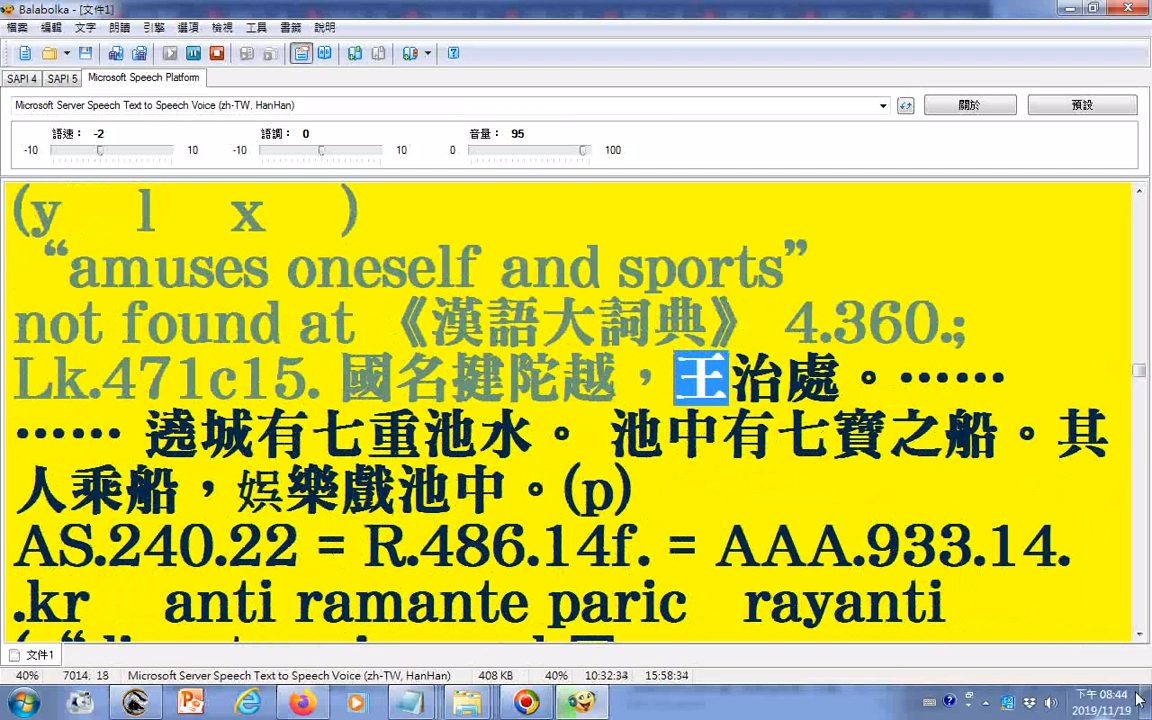 Balabolka - [文件1]
檔案 編輯 文字 朗讀 引擎 選項 檢視 工具 書籤 說明
SAPI 4 SAPI 5 Microsoft Speech Platform
Microsoft Server Speech Text to Speech Voice (zh-TW, HanHan) 關於 預設
語速： -2 語調： 0 音量： 95
-10 10 -10 10 0 100
(y l x )
“amuses oneself and sports”
not found at 《漢語大詞典》 4.360.;
Lk.471c15. 國名揵陀越，王治處。……
…… 遶城有七重池水。 池中有七寶之船。其
人乘船，娯樂戲池中。(p)
AS.240.22 = R.486.14f. = AAA.933.14.
.kr anti ramante paric rayanti
文件1
40% 7014, 18 Microsoft Server Speech Text to Speech Voice (zh-TW, HanHan) 408 KB 40% 10:32:34 15:58:34
下午 08:44
2019/11/19